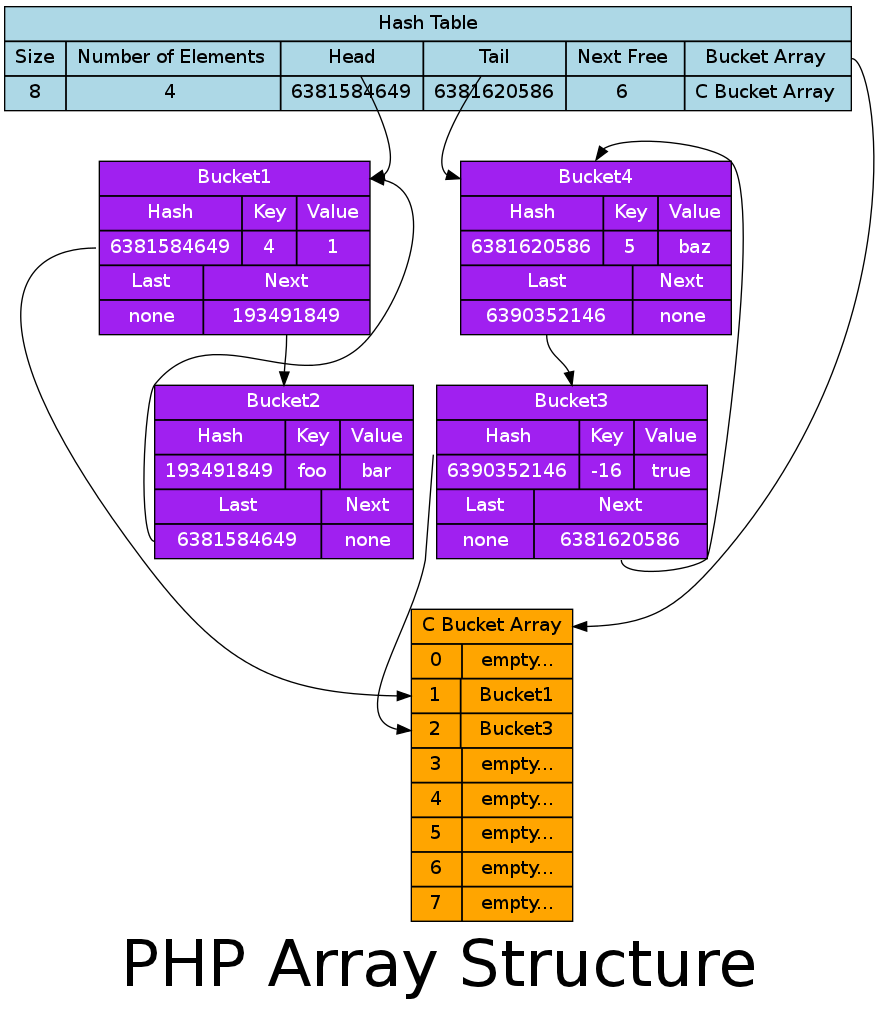 Hash Table
Size Number of Elements Head Tail Next Free Bucket Array
8 4 6381584649 6381620586 6 C Bucket Array
Bucket1
Hash Key Value
6381584649 4 1
Last Next
none 193491849
Bucket4
Hash Key Value
6381620586 5 baz
Last Next
6390352146 none
Bucket2
Hash Key Value
193491849 foo bar
Last Next
6381584649 none
Bucket3
Hash Key Value
6390352146 -16 true
Last Next
none 6381620586
C Bucket Array
0 empty...
1 Bucket1
2 Bucket3
3 empty...
4 empty...
5 empty...
6 empty...
7 empty...
PHP Array Structure